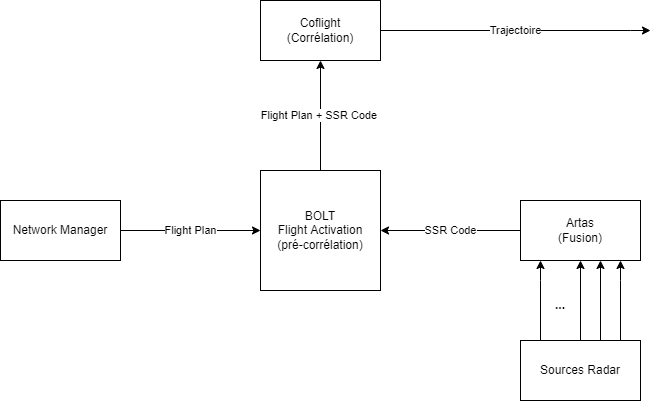 Coflight
(Corrélation)
Trajectoire
Flight Plan + SSR Code
Network Manager
Flight Plan
BOLT
Flight Activation
(pré-corrélation)
SSR Code
Artas
(Fusion)
...
Sources Radar